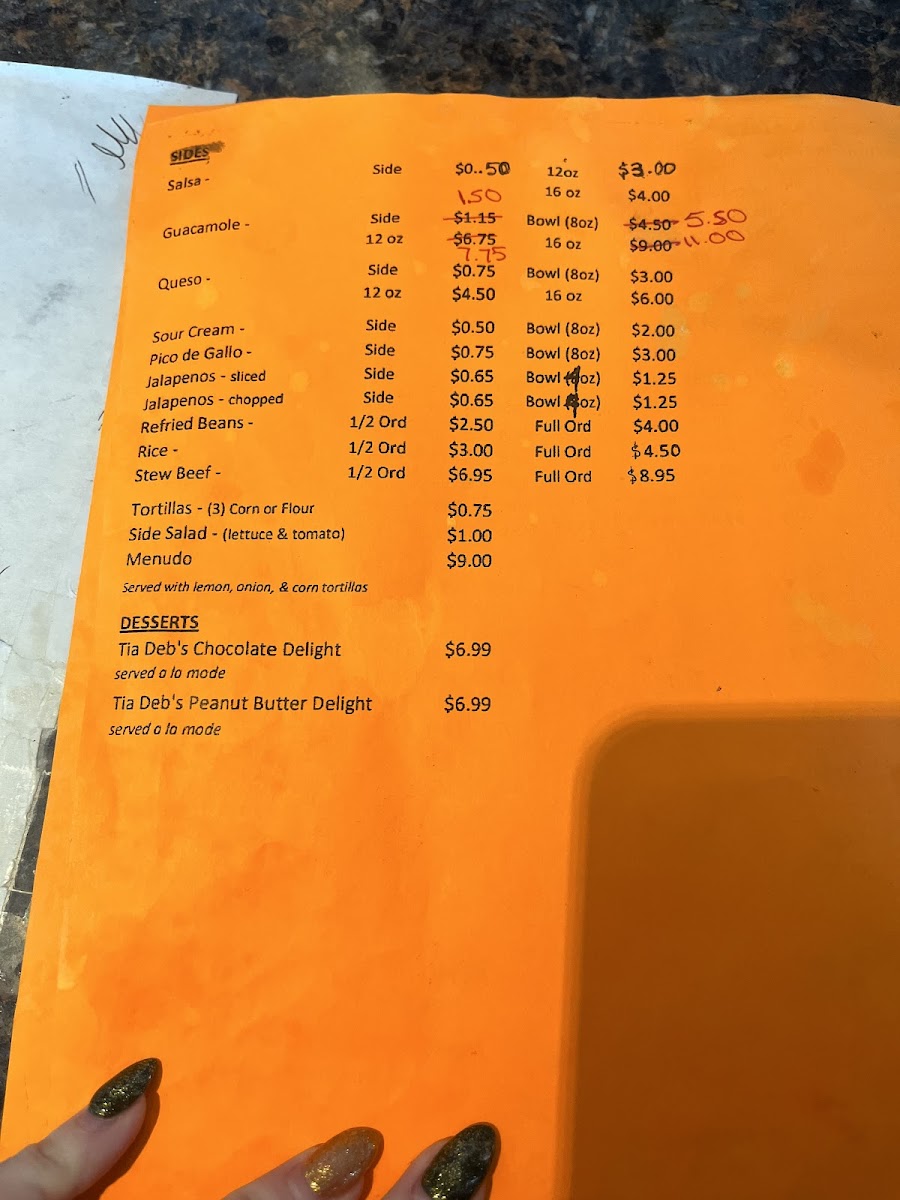 SIDES
Salsa - Side $0..50 12oz $3.00
16 oz $4.00
1.50
Guacamole - Side $1.15 Bowl (8oz) $4.50 5.50
12 oz $6.75 16 oz $9.00 11.00
7.75
Queso - Side $0.75 Bowl (8oz) $3.00
12 oz $4.50 16 oz $6.00
Sour Cream - Side $0.50 Bowl (8oz) $2.00
Pico de Gallo - Side $0.75 Bowl (8oz) $3.00
Jalapenos - sliced Side $0.65 Bowl (4oz) $1.25
Jalapenos - chopped Side $0.65 Bowl (4oz) $1.25
Refried Beans - 1/2 Ord $2.50 Full Ord $4.00
Rice - 1/2 Ord $3.00 Full Ord $4.50
Stew Beef - 1/2 Ord $6.95 Full Ord $8.95
Tortillas - (3) Corn or Flour $0.75
Side Salad - (lettuce & tomato) $1.00
Menudo $9.00
Served with lemon, onion, & corn tortillas
DESSERTS
Tia Deb's Chocolate Delight $6.99
served a la mode
Tia Deb's Peanut Butter Delight $6.99
served a la mode